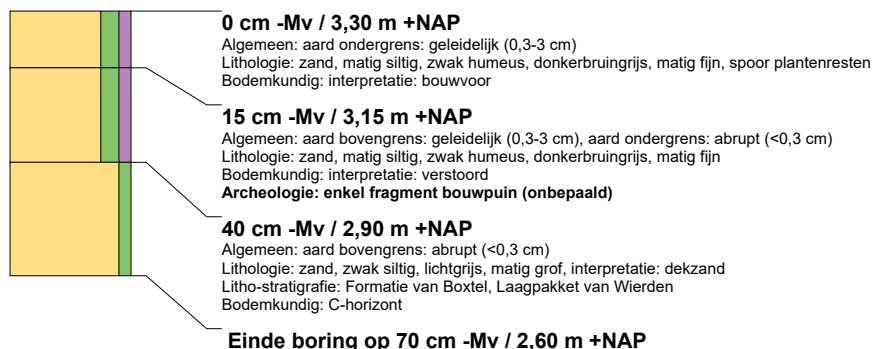 0 cm -Mv / 3,30 m +NAP
Algemeen: aard ondergrens: geleidelijk (0,3-3 cm)
Lithologie: zand, matig siltig, zwak humeus, donkerbruingrijs, matig fijn, spoor plantenresten
Bodemkundig: interpretatie: bouwvoor
15 cm -Mv / 3,15 m +NAP
Algemeen: aard bovengrens: geleidelijk (0,3-3 cm), aard ondergrens: abrupt (<0,3 cm)
Lithologie: zand, matig siltig, zwak humeus, donkerbruingrijs, matig fijn
Bodemkundig: interpretatie: verstoord
Archeologie: enkel fragment bouwpuin (onbepaald)
40 cm -Mv / 2,90 m +NAP
Algemeen: aard bovengrens: abrupt (<0,3 cm)
Lithologie: zand, zwak siltig, lichtgrijs, matig grof, interpretatie: dekzand
Litho-stratigrafie: Formatie van Boxtel, Laagpakket van Wierden
Bodemkundig: C-horizont
Einde boring op 70 cm -Mv / 2,60 m +NAP